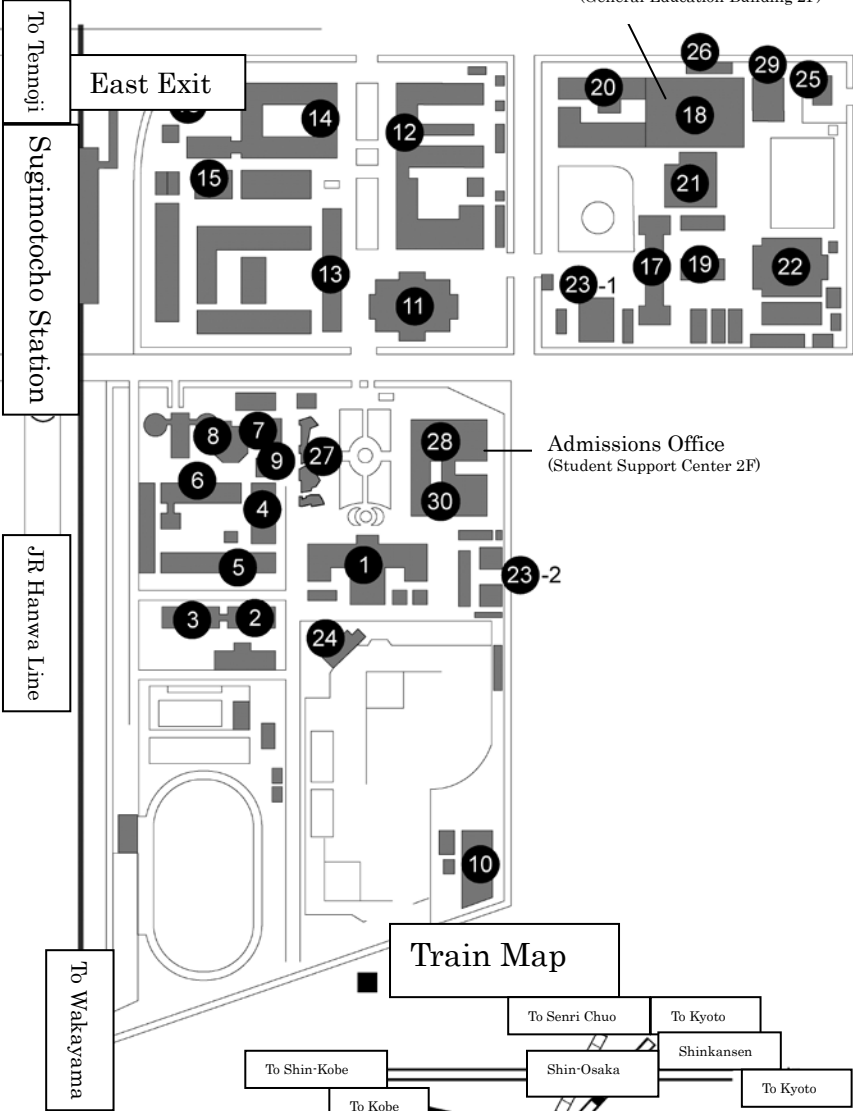 (General Education Building 2F)
To Tennoji
East Exit
Sugimotocho Station
26
29
25
20
18
14
12
15
21
13
17
19
22
11
23-1
8
7
9
27
28
Admissions Office
(Student Support Center 2F)
6
4
30
5
1
23-2
3
2
24
JR Hanwa Line
10
To Wakayama
Train Map
To Senri Chuo
To Kyoto
Shinkansen
To Shin-Kobe
Shin-Osaka
To Kyoto
To Kobe